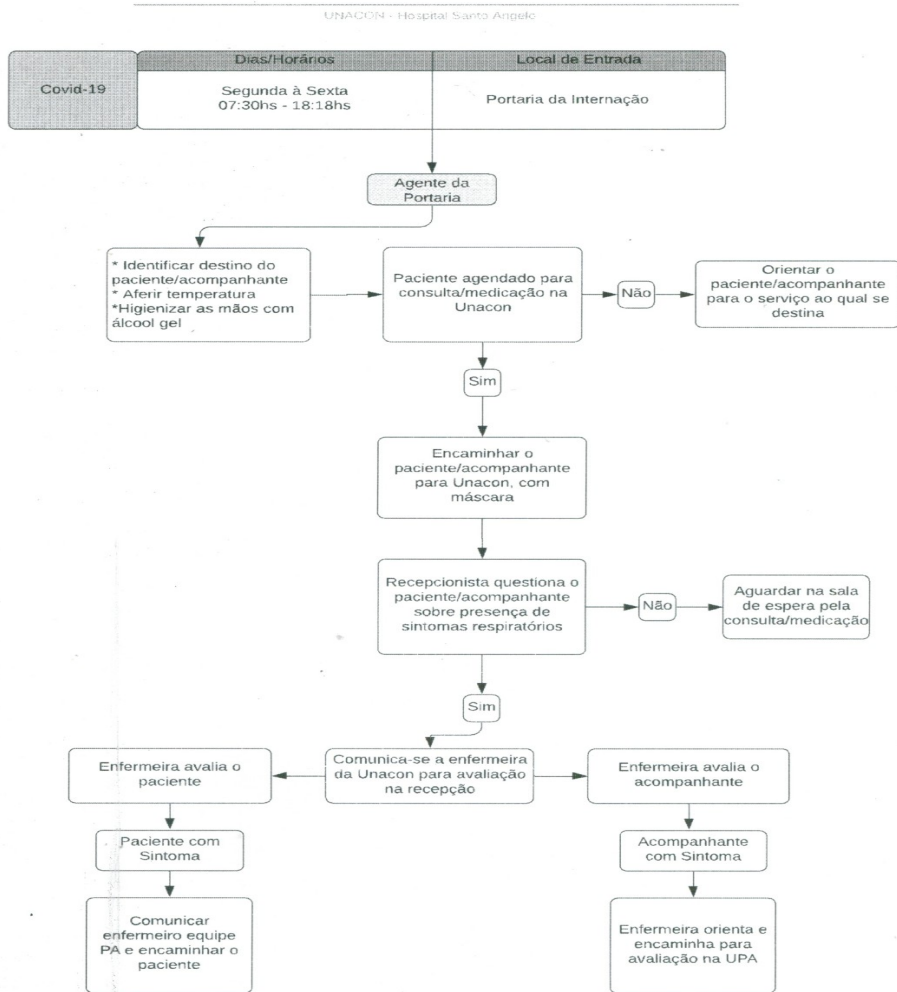 UNACON - Hospital Santo Angelo
Covid-19
Dias/Horários
Local de Entrada
Segunda à Sexta
07:30hs - 18:18hs
Portaria da Internação
Agente da
Portaria
* Identificar destino do
paciente/acompanhante
* Aferir temperatura
*Higienizar as mãos com
álcool gel
Paciente agendado para
consulta/medicação na
Unacon
Não
Orientar o
paciente/acompanhante
para o serviço ao qual se
destina
Sim
Encaminhar o
paciente/acompanhante
para Unacon, com
máscara
Recepcionista questiona o
paciente/acompanhante
sobre presença de
sintomas respiratórios
Não
Aguardar na sala
de espera pela
consulta/medicação
Sim
Enfermeira avalia o
paciente
Comunica-se a enfermeira
da Unacon para avaliação
na recepção
Enfermeira avalia o
acompanhante
Paciente com
Sintoma
Acompanhante
com Sintoma
Comunicar
enfermeiro equipe
PA e encaminhar o
paciente
Enfermeira orienta e
encaminha para
avaliação na UPA